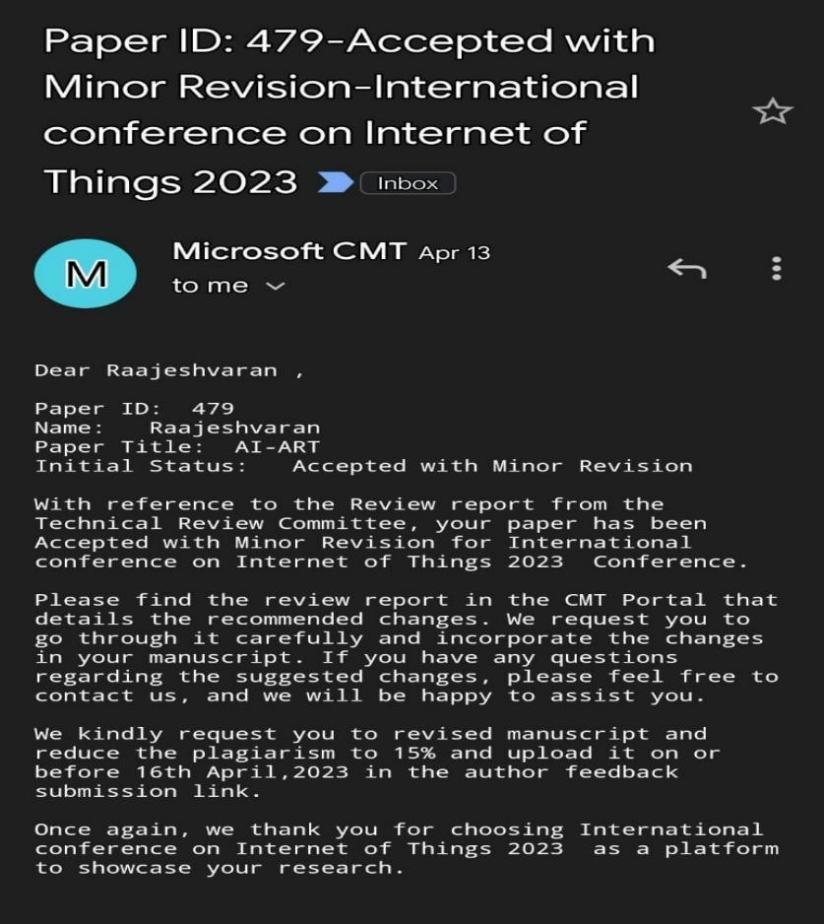 Paper ID: 479-Accepted with
Minor Revision-International
conference on Internet of
Things 2023 Inbox
M
Microsoft CMT Apr 13
to me
Dear Raajeshvaran ,
Paper ID: 479
Name: Raajeshvaran
Paper Title: AI-ART
Initial Status: Accepted with Minor Revision
With reference to the Review report from the
Technical Review Committee, your paper has been
Accepted with Minor Revision for International
conference on Internet of Things 2023 Conference.
Please find the review report in the CMT Portal that
details the recommended changes. We request you to
go through it carefully and incorporate the changes
in your manuscript. If you have any questions
regarding the suggested changes, please feel free to
contact us, and we will be happy to assist you.
We kindly request you to revised manuscript and
reduce the plagiarism to 15% and upload it on or
before 16th April,2023 in the author feedback
submission link.
Once again, we thank you for choosing International
conference on Internet of Things 2023 as a platform
to showcase your research.